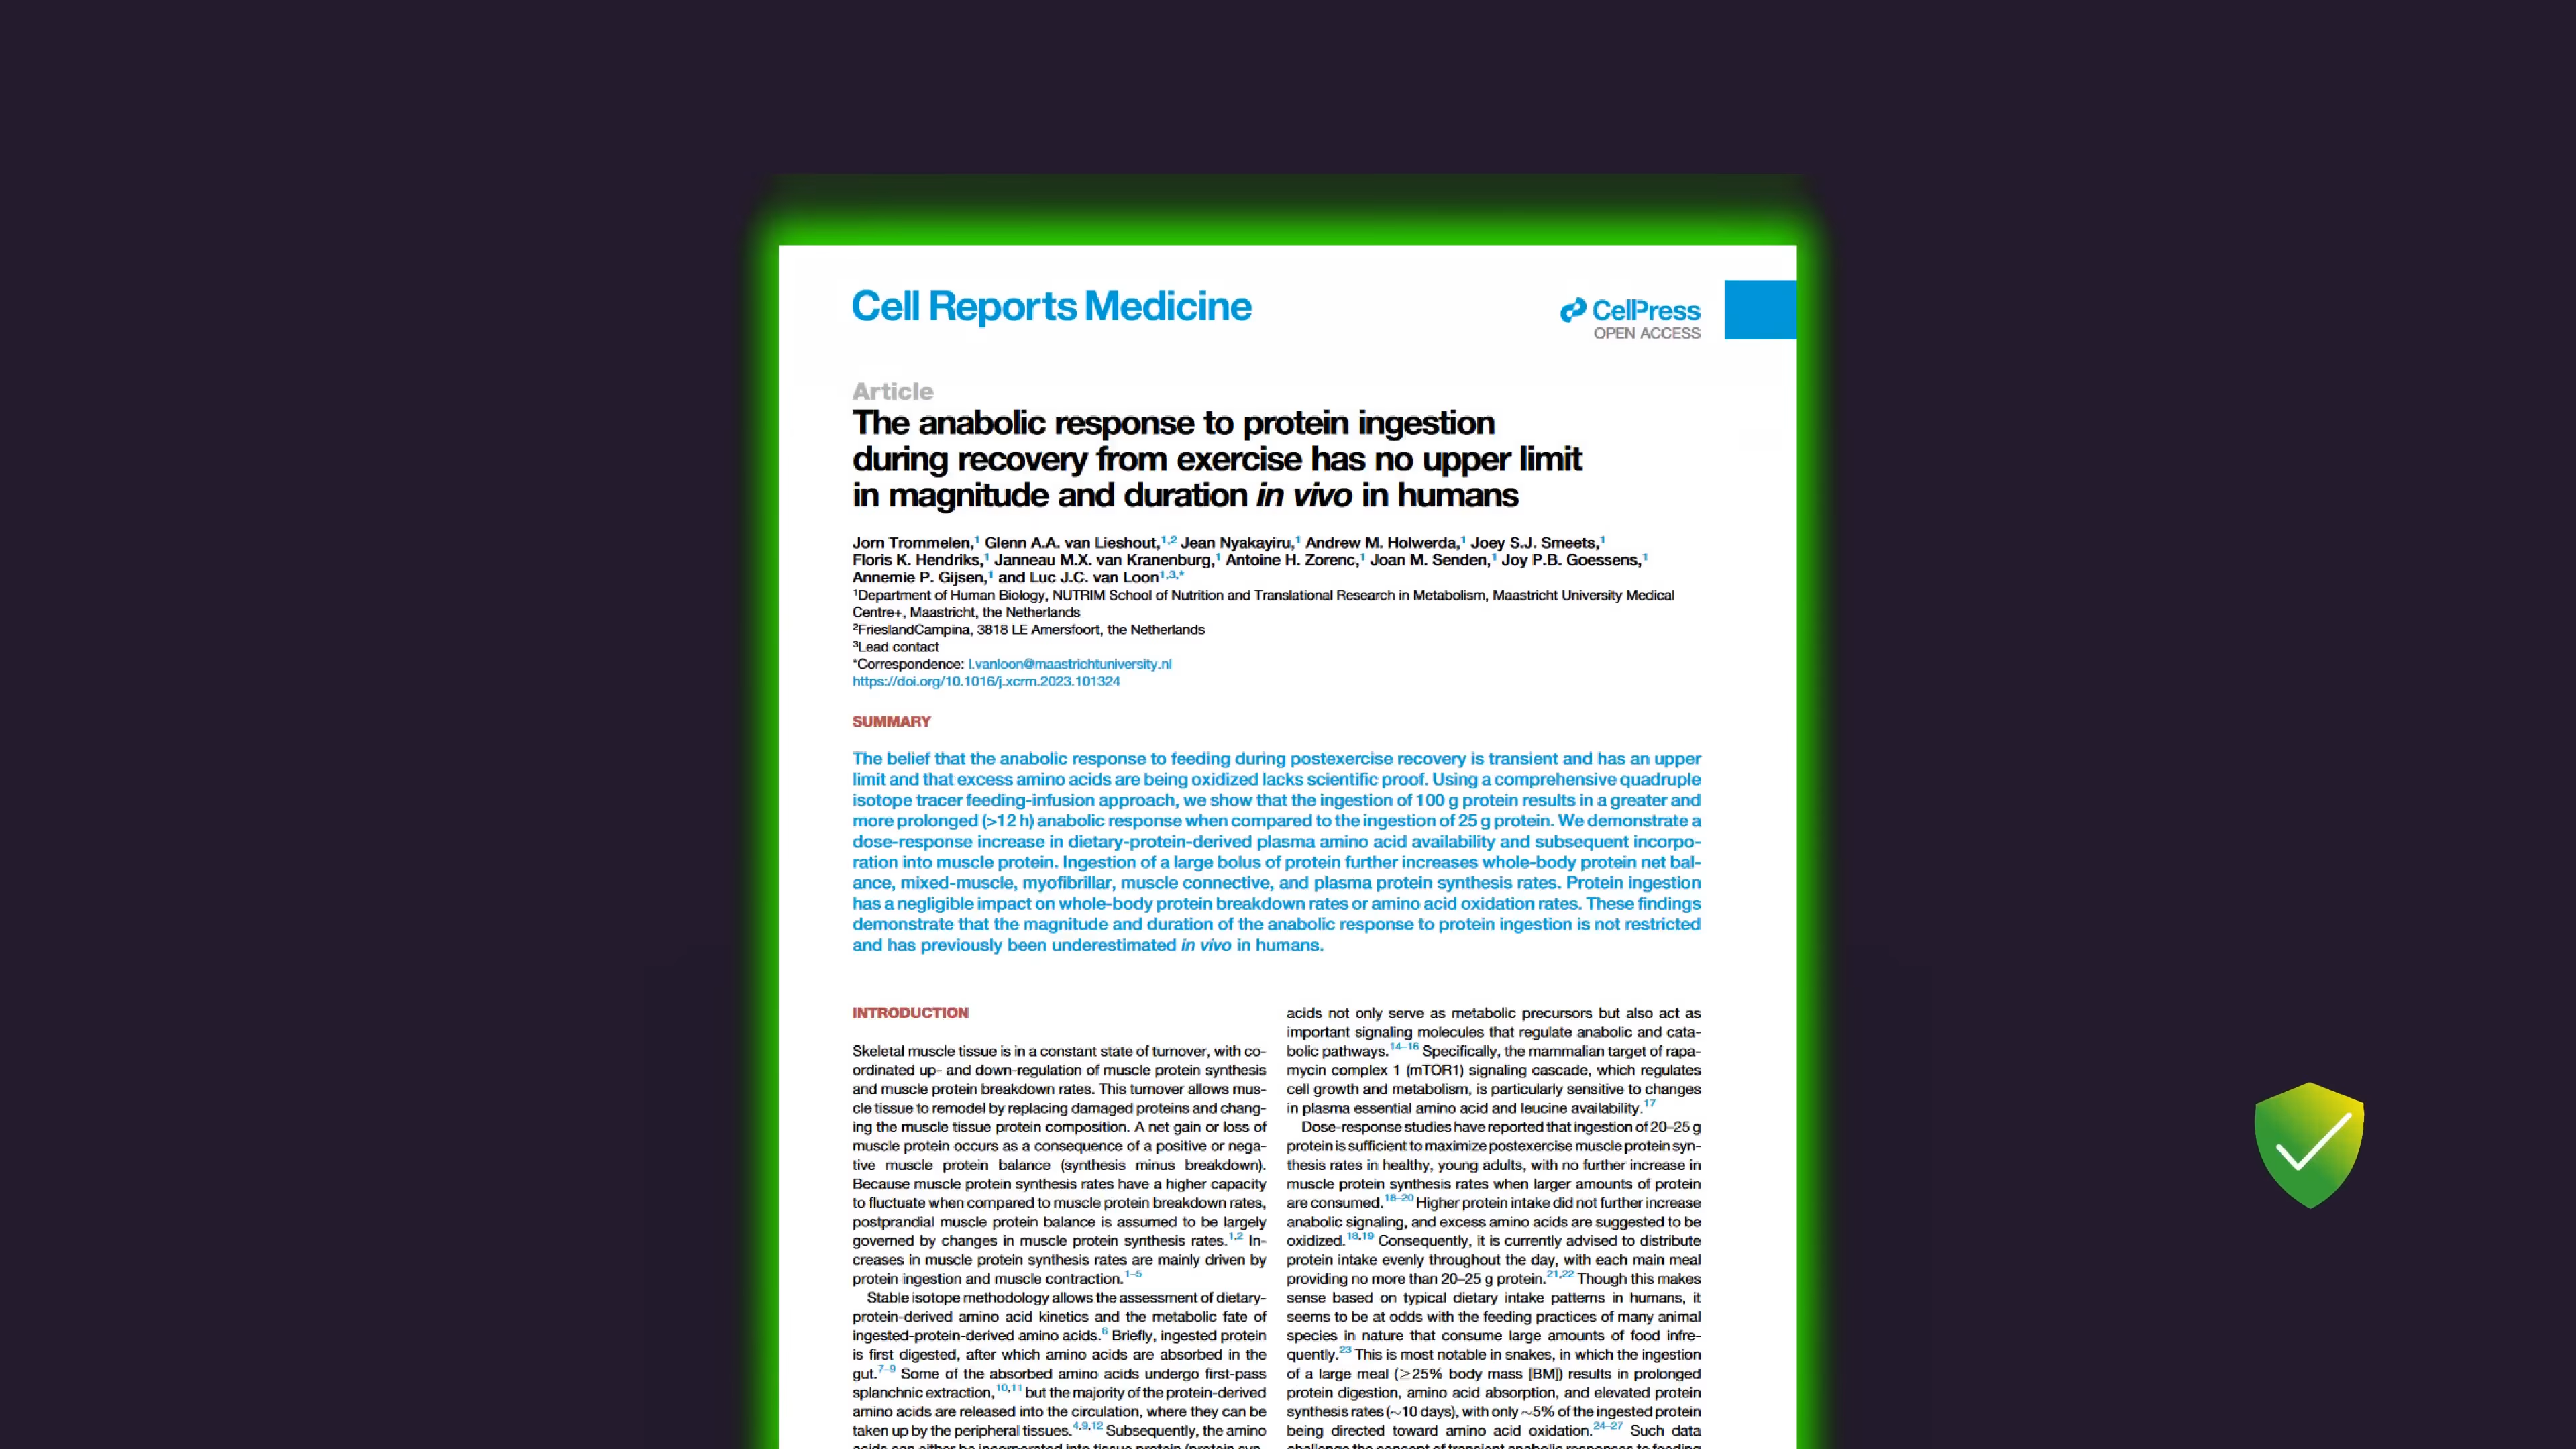 Cell Reports Medicine
CellPress
OPEN ACCESS
Article
The anabolic response to protein ingestion
during recovery from exercise has no upper limit
in magnitude and duration in vivo in humans
Jorn Trommelen,1 Glenn A.A. van Lieshout,1,2 Jean Nyakayiru,1 Andrew M. Holwerda,1 Joey S.J. Smeets,1
Floris K. Hendriks,1 Janneau M.X. van Kranenburg,1 Antoine H. Zorenc,1 Joan M. Senden,1 Joy P.B. Goessens,1
Annemie P. Gijsen,1 and Luc J.C. van Loon1,3,*
1Department of Human Biology, NUTRIM School of Nutrition and Translational Research in Metabolism, Maastricht University Medical
Centre+, Maastricht, the Netherlands
2FrieslandCampina, 3818 LE Amersfoort, the Netherlands
3Lead contact
*Correspondence: l.vanloon@maastrichtuniversity.nl
https://doi.org/10.1016/j.xcrm.2023.101324
SUMMARY
The belief that the anabolic response to feeding during postexercise recovery is transient and has an upper
limit and that excess amino acids are being oxidized lacks scientific proof. Using a comprehensive quadruple
isotope tracer feeding-infusion approach, we show that the ingestion of 100 g protein results in a greater and
more prolonged (>12 h) anabolic response when compared to the ingestion of 25 g protein. We demonstrate a
dose-response increase in dietary-protein-derived plasma amino acid availability and subsequent incorpo-
ration into muscle protein. Ingestion of a large bolus of protein further increases whole-body protein net bal-
ance, mixed-muscle, myofibrillar, muscle connective, and plasma protein synthesis rates. Protein ingestion
has a negligible impact on whole-body protein breakdown rates or amino acid oxidation rates. These findings
demonstrate that the magnitude and duration of the anabolic response to protein ingestion is not restricted
and has previously been underestimated in vivo in humans.
INTRODUCTION
Skeletal muscle tissue is in a constant state of turnover, with co-
ordinated up- and down-regulation of muscle protein synthesis
and muscle protein breakdown rates. This turnover allows mus-
cle tissue to remodel by replacing damaged proteins and chang-
ing the muscle tissue protein composition. A net gain or loss of
muscle protein occurs as a consequence of a positive or nega-
tive muscle protein balance (synthesis minus breakdown).
Because muscle protein synthesis rates have a higher capacity
to fluctuate when compared to muscle protein breakdown rates,
postprandial muscle protein balance is assumed to be largely
governed by changes in muscle protein synthesis rates.1,2 In-
creases in muscle protein synthesis rates are mainly driven by
protein ingestion and muscle contraction.1–5
Stable isotope methodology allows the assessment of dietary-
protein-derived amino acid kinetics and the metabolic fate of
ingested-protein-derived amino acids.6 Briefly, ingested protein
is first digested, after which amino acids are absorbed in the
gut.7–9 Some of the absorbed amino acids undergo first-pass
splanchnic extraction,10,11 but the majority of the protein-derived
amino acids are released into the circulation, where they can be
taken up by the peripheral tissues.4,9,12 Subsequently, the amino
acids can either be incorporated into tissue protein (protein syn-
acids not only serve as metabolic precursors but also act as
important signaling molecules that regulate anabolic and cata-
bolic pathways.14–16 Specifically, the mammalian target of rapa-
mycin complex 1 (mTOR1) signaling cascade, which regulates
cell growth and metabolism, is particularly sensitive to changes
in plasma essential amino acid and leucine availability.17
Dose-response studies have reported that ingestion of 20–25 g
protein is sufficient to maximize postexercise muscle protein syn-
thesis rates in healthy, young adults, with no further increase in
muscle protein synthesis rates when larger amounts of protein
are consumed.18–20 Higher protein intake did not further increase
anabolic signaling, and excess amino acids are suggested to be
oxidized.18,19 Consequently, it is currently advised to distribute
protein intake evenly throughout the day, with each main meal
providing no more than 20–25 g protein.21,22 Though this makes
sense based on typical dietary intake patterns in humans, it
seems to be at odds with the feeding practices of many animal
species in nature that consume large amounts of food infre-
quently.23 This is most notable in snakes, in which the ingestion
of a large meal (≥25% body mass [BM]) results in prolonged
protein digestion, amino acid absorption, and elevated protein
synthesis rates (~10 days), with only ~5% of the ingested protein
being directed toward amino acid oxidation.24–27 Such data
challenge the concept of transient anabolic responses to feeding